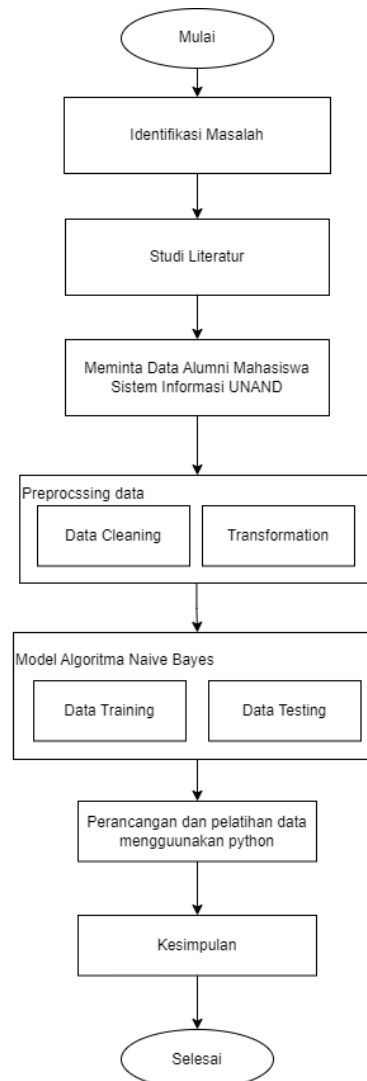 Mulai
Identifikasi Masalah
Studi Literatur
Meminta Data Alumni Mahasiswa
Sistem Informasi UNAND
Preprocssing data
Data Cleaning
Transformation
Model Algoritma Naive Bayes
Data Training
Data Testing
Perancangan dan pelatihan data
mengguunakan python
Kesimpulan
Selesai